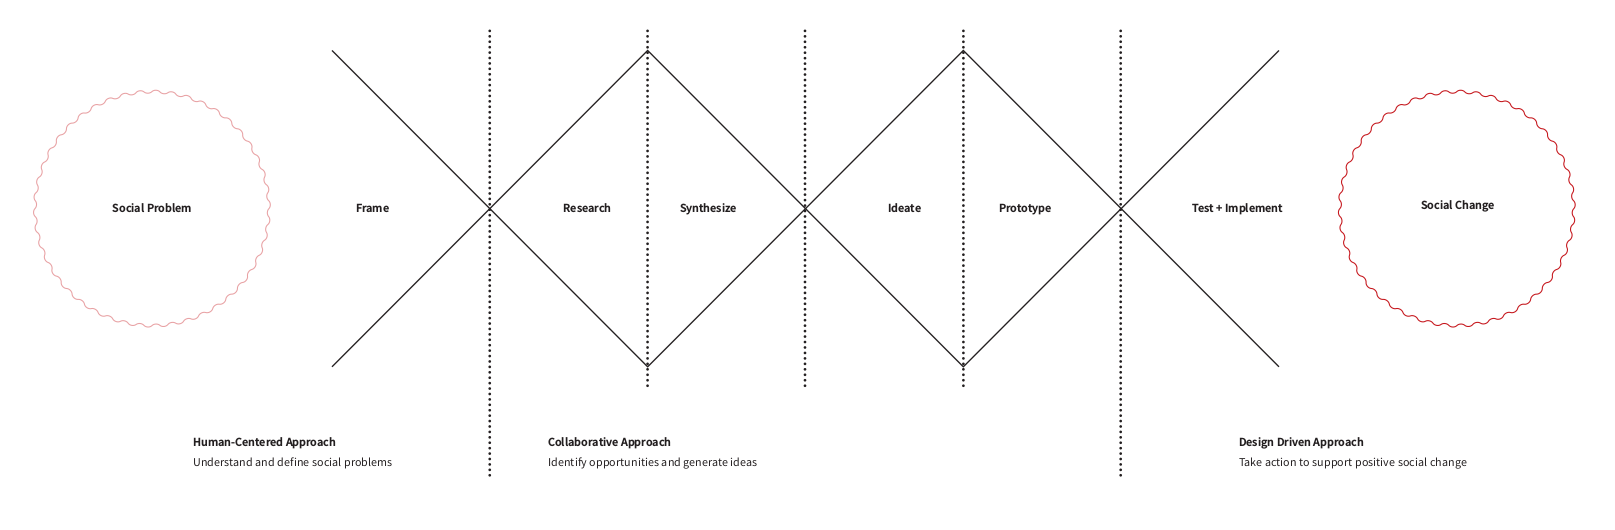 Social Problem
Frame
Research
Synthesize
Ideate
Prototype
Test + Implement
Social Change
Human-Centered Approach
Understand and define social problems
Collaborative Approach
Identify opportunities and generate ideas
Design Driven Approach
Take action to support positive social change